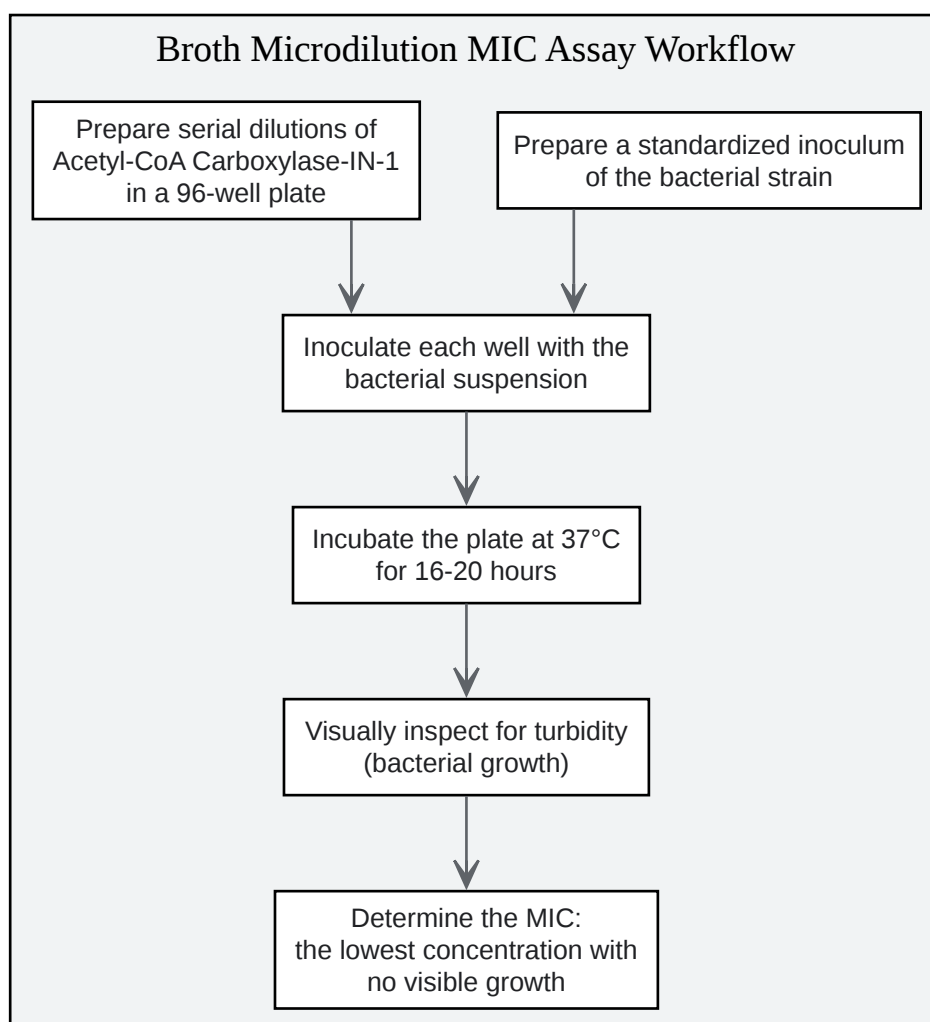 Broth Microdilution MIC Assay Workflow
Prepare serial dilutions of
Acetyl-CoA Carboxylase-IN-1
in a 96-well plate
Prepare a standardized inoculum
of the bacterial strain
Inoculate each well with the
bacterial suspension
Incubate the plate at 37°C
for 16-20 hours
Visually inspect for turbidity
(bacterial growth)
Determine the MIC:
the lowest concentration with
no visible growth